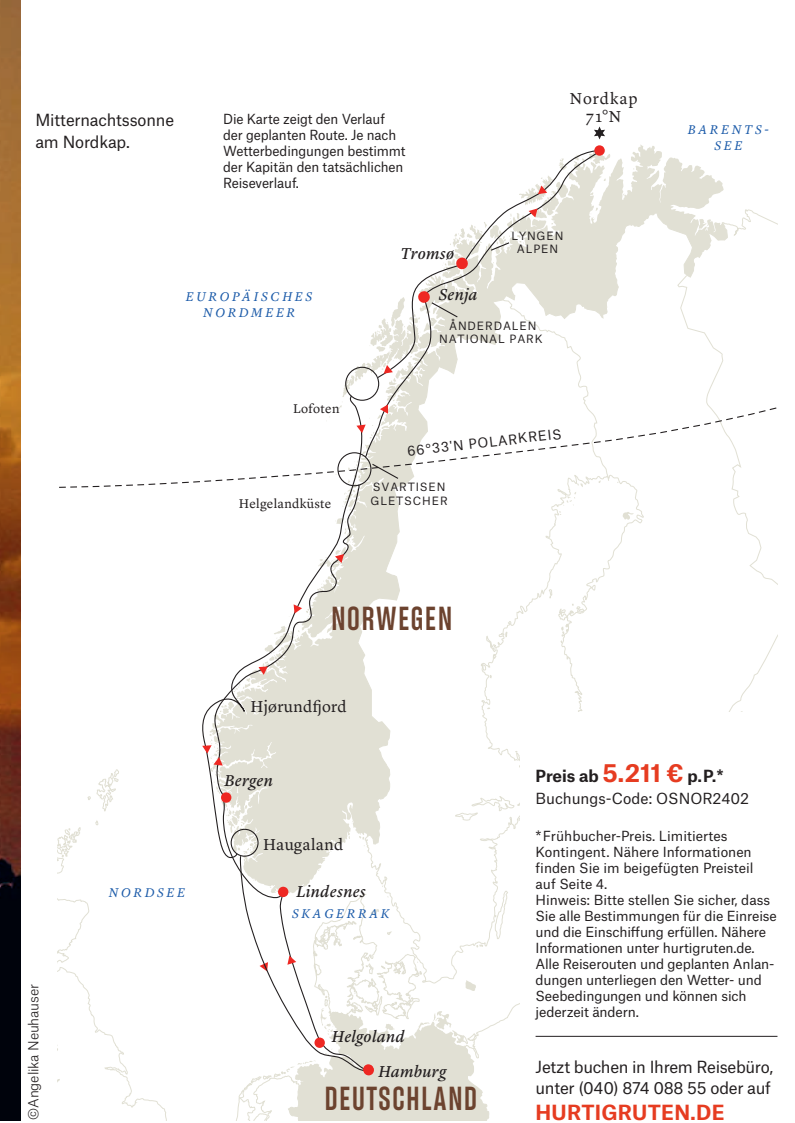 Mitternachtssonne
am Nordkap.
Die Karte zeigt den Verlauf
der geplanten Route. Je nach
Wetterbedingungen bestimmt
der Kapitän den tatsächlichen
Reiseverlauf.
Nordkap
71°N
BARENTS-
SEE
LYNGEN
ALPEN
Tromsø
Senja
EUROPÄISCHES
NORDMEER
ÅNDERDALEN
NATIONAL PARK
Lofoten
66°33'N POLARKREIS
SVARTISEN
GLETSCHER
Helgelandküste
NORWEGEN
Hjørundfjord
Bergen
Haugaland
NORDSEE
Lindesnes
SKAGERRAK
Helgoland
Hamburg
DEUTSCHLAND
Preis ab 5.211 € p.P.*
Buchungs-Code: OSNOR2402
*Frühbucher-Preis. Limitiertes
Kontingent. Nähere Informationen
finden Sie im beigefügten Preisteil
auf Seite 4.
Hinweis: Bitte stellen Sie sicher, dass
Sie alle Bestimmungen für die Einreise
und die Einschiffung erfüllen. Nähere
Informationen unter hurtigruten.de.
Alle Reiserouten und geplanten Anlan-
dungen unterliegen den Wetter- und
Seebedingungen und können sich
jederzeit ändern.
Jetzt buchen in Ihrem Reisebüro,
unter (040) 874 088 55 oder auf
HURTIGRUTEN.DE
©Angelika Neuhauser